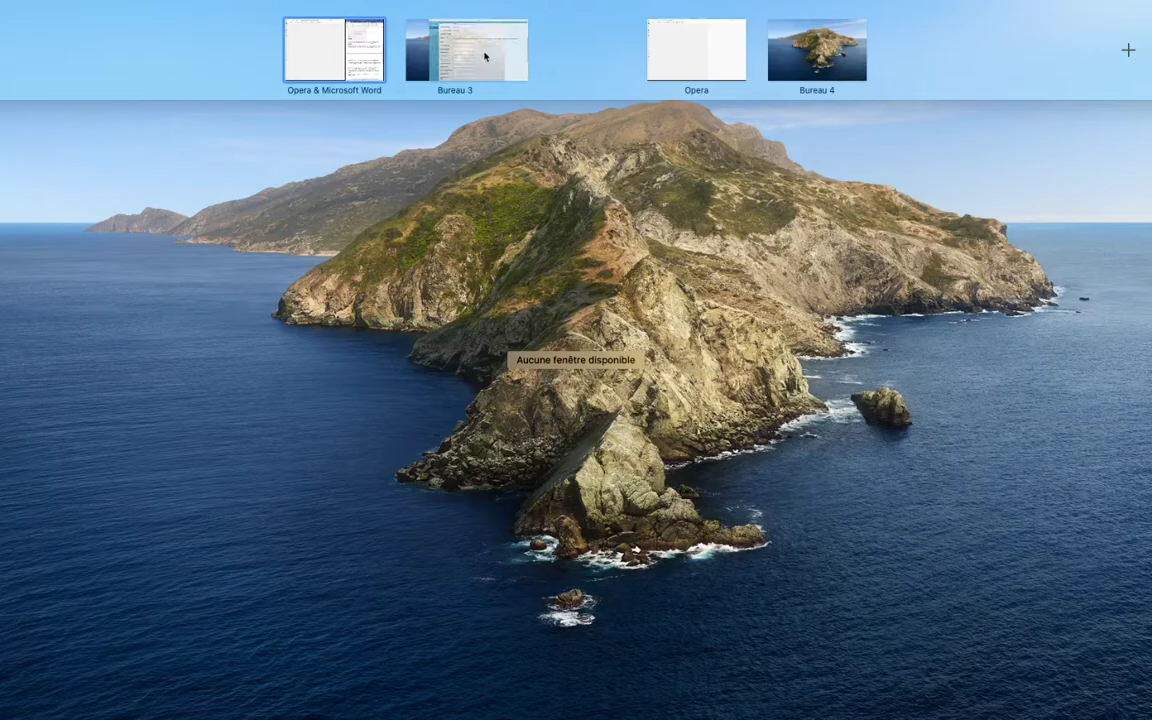 Opera & Microsoft Word
Bureau 3
Opera
Bureau 4
Aucune fenêtre disponible